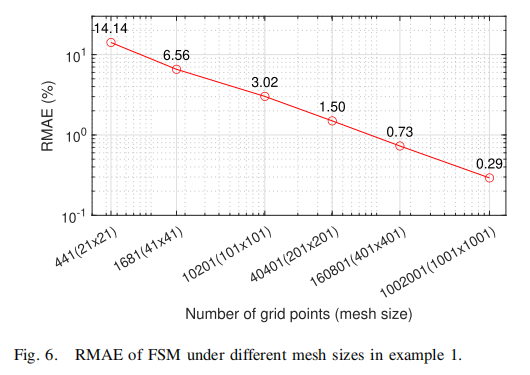 14.14
6.56
3.02
1.50
0.73
0.29
10^1
10^0
10^-1
RMAE (%)
441(21x21)
1681(41x41)
10201(101x101)
40401(201x201)
160801(401x401)
1002001(1001x1001)
Number of grid points (mesh size)
Fig. 6. RMAE of FSM under different mesh sizes in example 1.